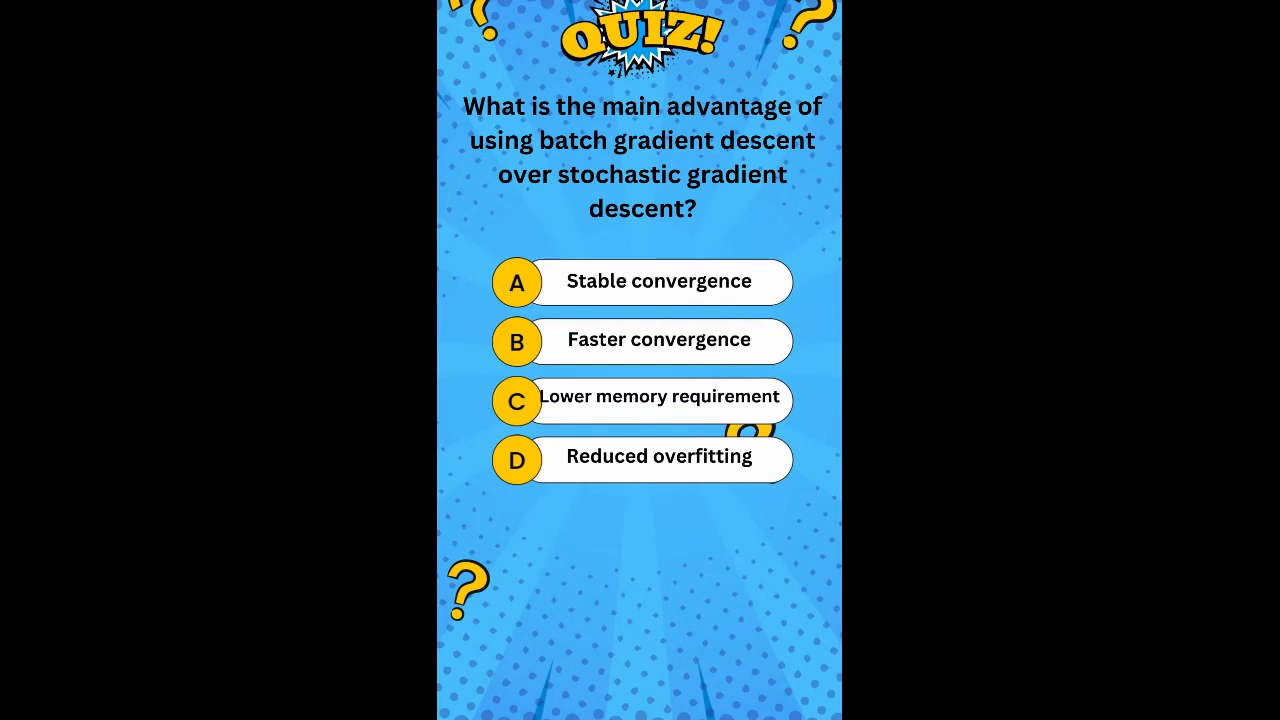 QUIZ!
What is the main advantage of
using batch gradient descent
over stochastic gradient
descent?
A Stable convergence
B Faster convergence
C Lower memory requirement
D Reduced overfitting